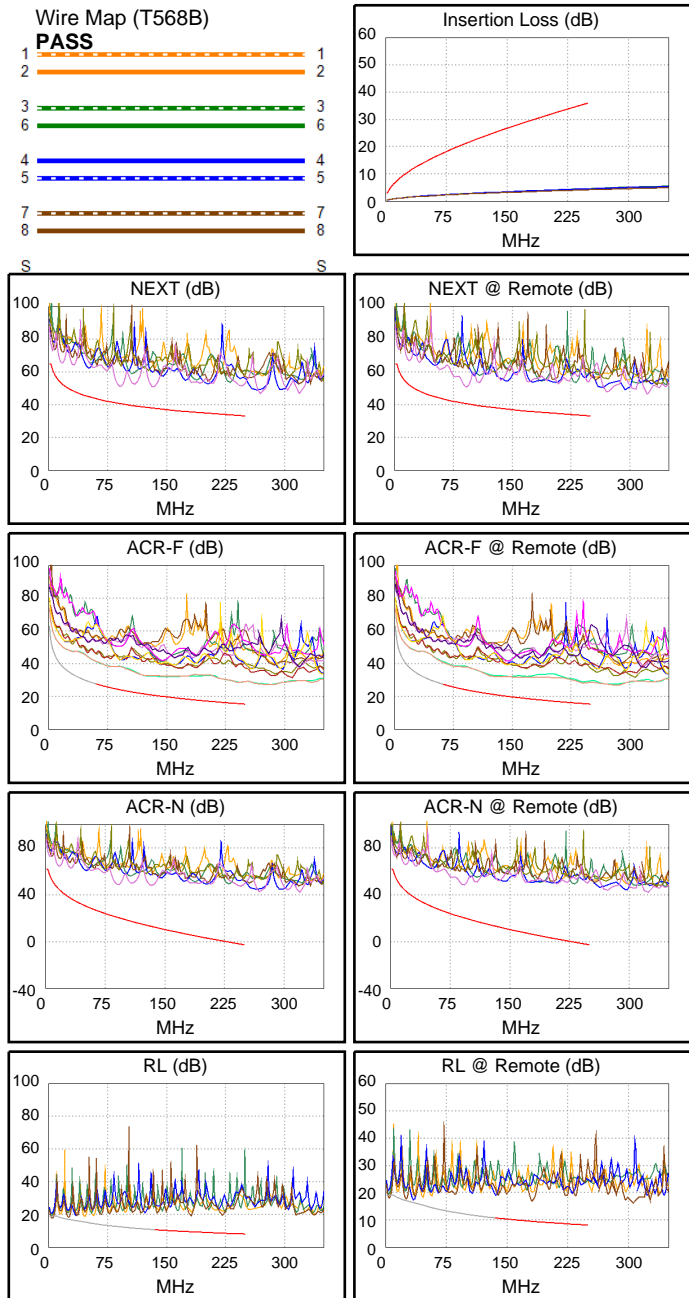 Wire Map (T568B)
PASS
1 1
2 2
3 3
6 6
4 4
5 5
7 7
8 8
S S
Insertion Loss (dB)
60
50
40
30
20
10
0
0 75 150 225 300
MHz
NEXT (dB)
100
80
60
40
20
0
0 75 150 225 300
MHz
NEXT @ Remote (dB)
100
80
60
40
20
0
0 75 150 225 300
MHz
ACR-F (dB)
100
80
60
40
20
0
0 75 150 225 300
MHz
ACR-F @ Remote (dB)
100
80
60
40
20
0
0 75 150 225 300
MHz
ACR-N (dB)
80
40
0
-40
0 75 150 225 300
MHz
ACR-N @ Remote (dB)
80
40
0
-40
0 75 150 225 300
MHz
RL (dB)
100
80
60
40
20
0
0 75 150 225 300
MHz
RL @ Remote (dB)
60
50
40
30
20
10
0
0 75 150 225 300
MHz